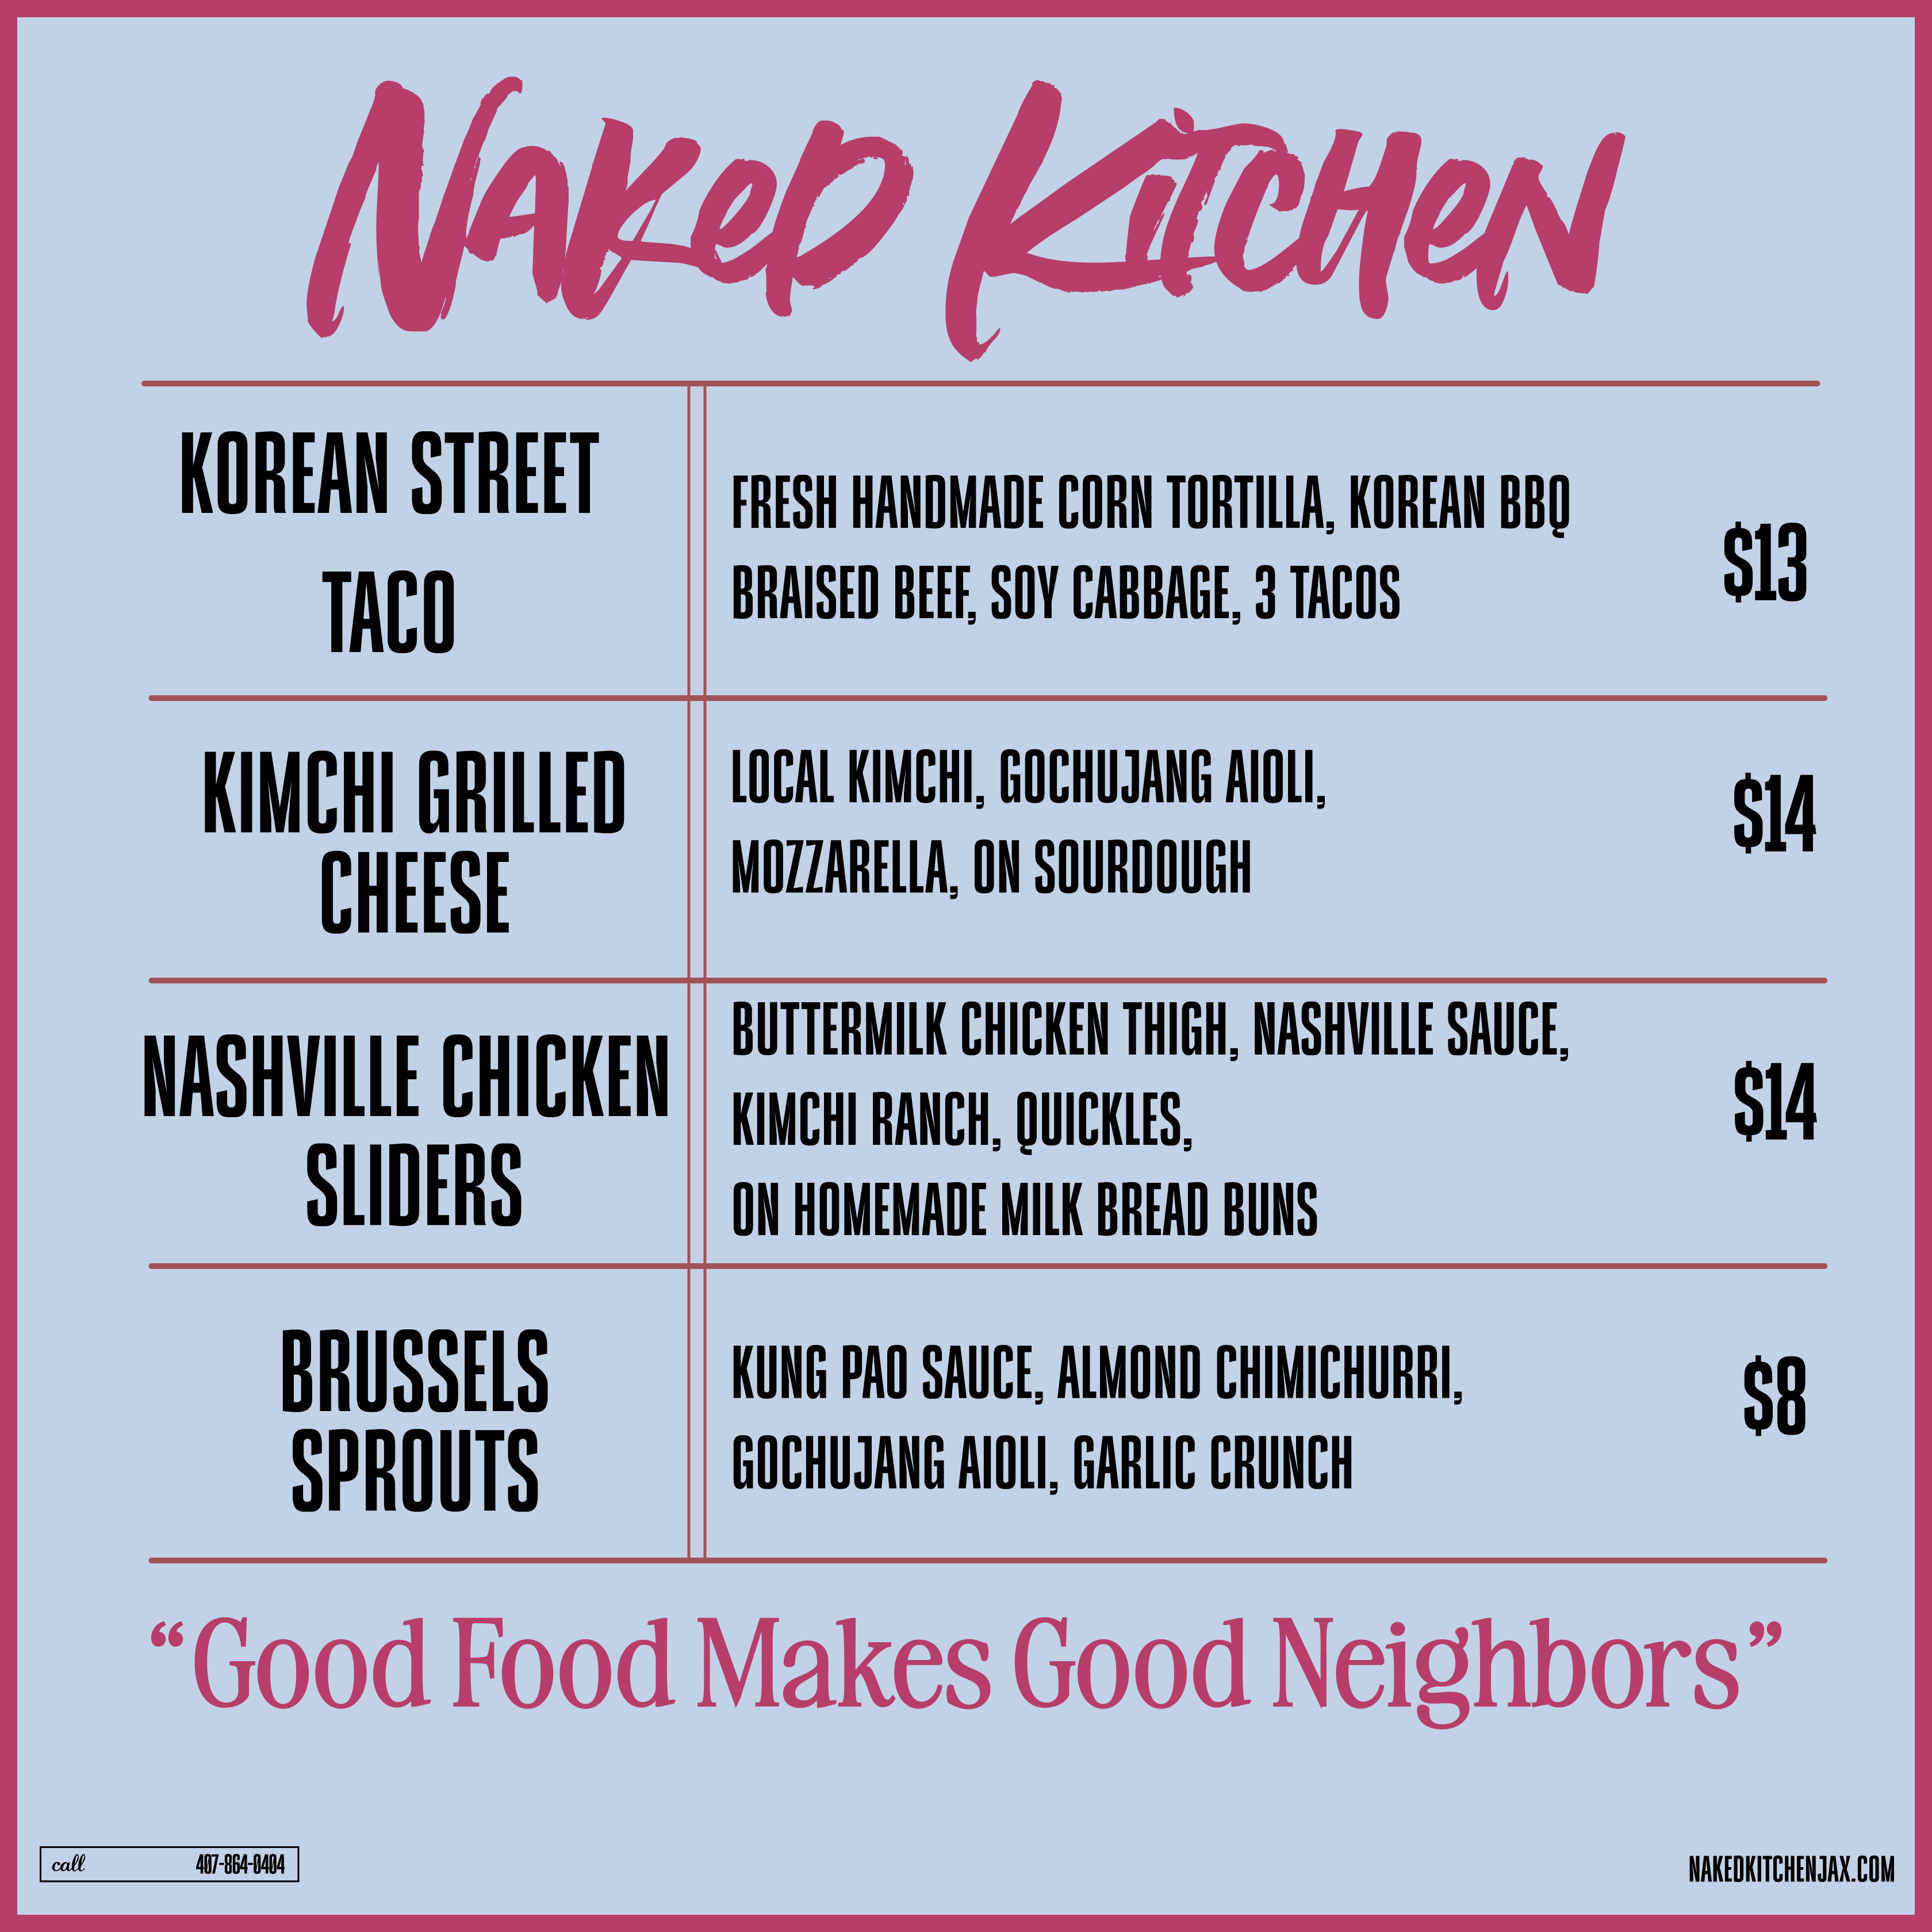 Naked Kitchen
KOREAN STREET
TACO
FRESH HANDMADE CORN TORTILLA, KOREAN BBQ
BRAISED BEEF, SOY CABBAGE, 3 TACOS
$13
KIMCHI GRILLED
CHEESE
LOCAL KIMCHI, GOCHUJANG AIOLI,
MOZZARELLA, ON SOURDOUGH
$14
NASHVILLE CHICKEN
SLIDERS
BUTTERMILK CHICKEN THIGH, NASHVILLE SAUCE,
KIMCHI RANCH, QUICKLES,
ON HOMEMADE MILK BREAD BUNS
$14
BRUSSELS
SPROUTS
KUNG PAO SAUCE, ALMOND CHIMICHURRI,
GOCHUJANG AIOLI, GARLIC CRUNCH
$8
“Good Food Makes Good Neighbors”
call 407-864-0404
NAKEDKITCHENJAX.COM